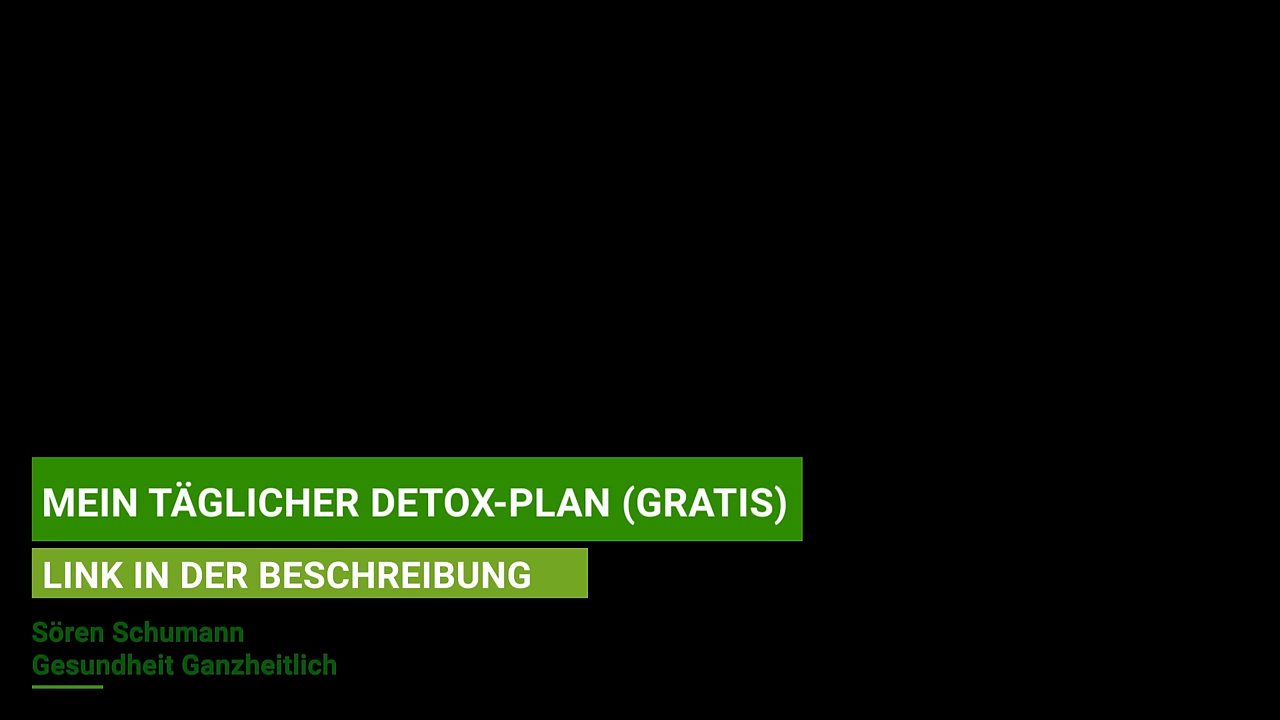 MEIN TÄGLICHER DETOX-PLAN (GRATIS)
LINK IN DER BESCHREIBUNG
Sören Schumann
Gesundheit Ganzheitlich